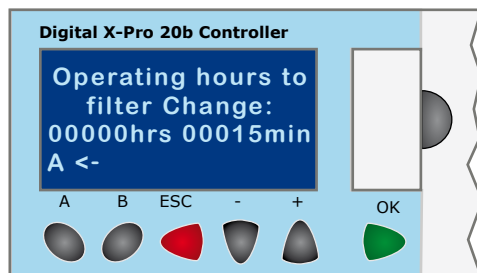 Digital X-Pro 20b Controller
Operating hours to
filter Change:
00000hrs 00015min
A <-
A B ESC - + OK